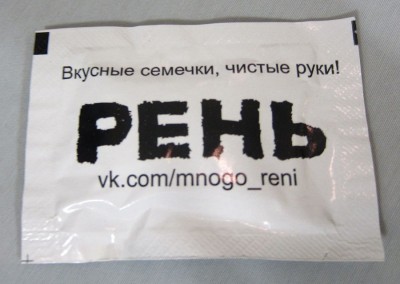 Вкусные семечки, чистые руки!
РЕНЬ
vk.com/mnogo_reni